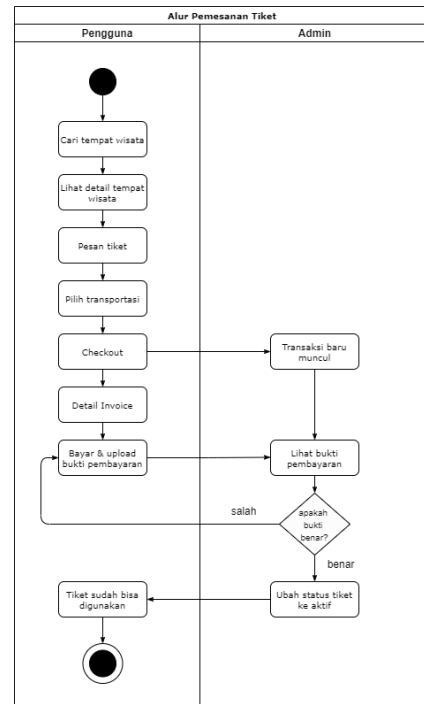 Alur Pemesanan Tiket
Pengguna
Admin
Cari tempat wisata
Lihat detail tempat
wisata
Pesan tiket
Pilih transportasi
Checkout
Transaksi baru
muncul
Detail Invoice
Bayar & upload
bukti pembayaran
Lihat bukti
pembayaran
salah
apakah
bukti
benar?
benar
Tiket sudah bisa
digunakan
Ubah status tiket
ke aktif